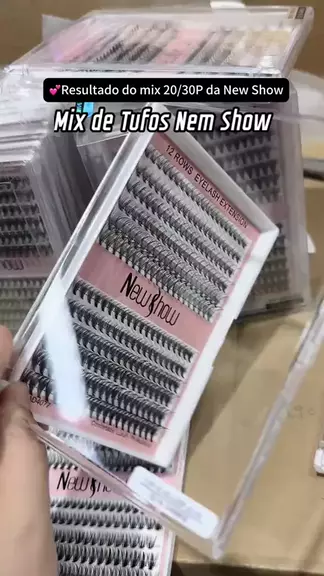 💕Resultado do mix 20/30P da New Show
Mix de Tufos Nem Show
12 ROWS EYELASH EXTENSION
New Show
New Show